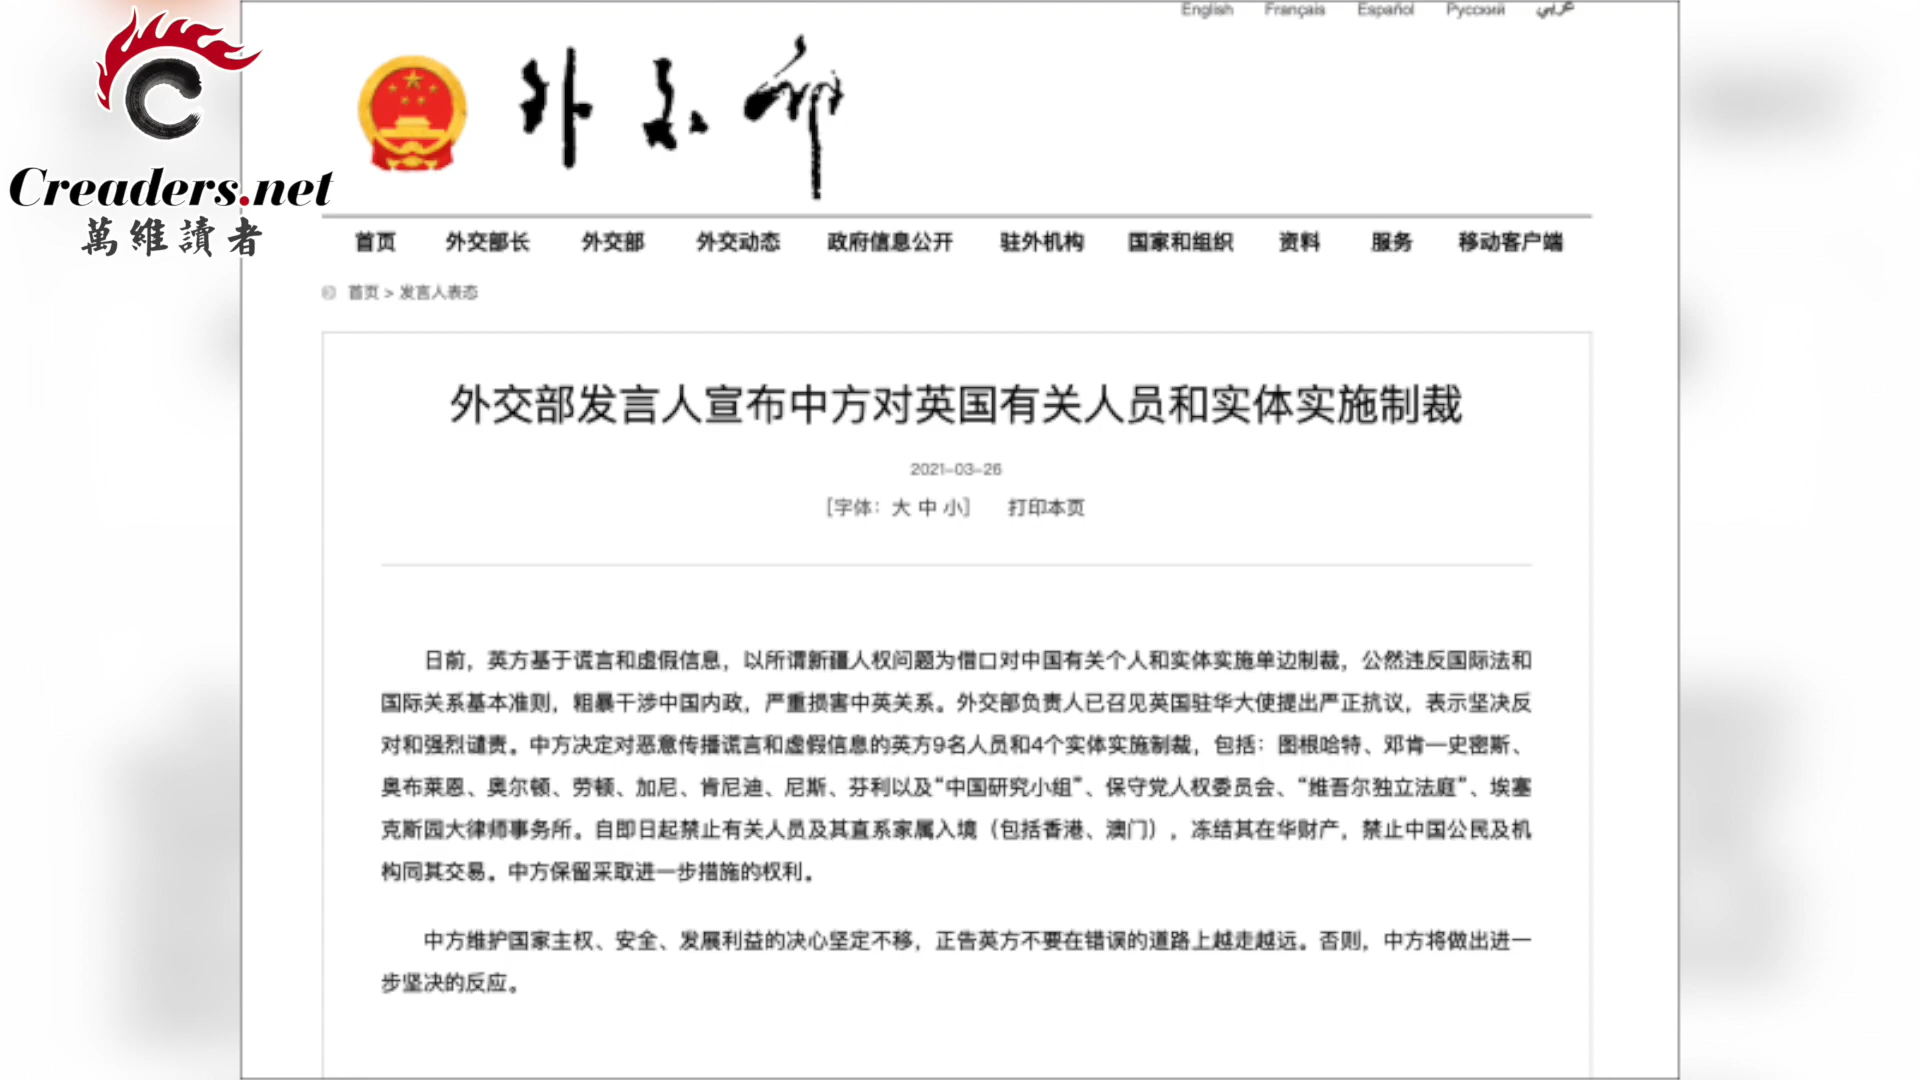 English Français Español Русский عربي
Creaders.net
萬維讀者
外交部
首页 外交部长 外交部 外交动态 政府信息公开 驻外机构 国家和组织 资料 服务 移动客户端
首页 > 发言人表态
外交部发言人宣布中方对英国有关人员和实体实施制裁
2021-03-26
[字体：大 中 小] 打印本页
日前，英方基于谎言和虚假信息，以所谓新疆人权问题为借口对中国有关个人和实体实施单边制裁，公然违反国际法和
国际关系基本准则，粗暴干涉中国内政，严重损害中英关系。外交部负责人已召见英国驻华大使提出严正抗议，表示坚决反
对和强烈谴责。中方决定对恶意传播谎言和虚假信息的英方9名人员和4个实体实施制裁，包括：图根哈特、邓肯—史密斯、
奥布莱恩、奥尔顿、劳顿、加尼、肯尼迪、尼斯、芬利以及“中国研究小组”、保守党人权委员会、“维吾尔独立法庭”、埃塞
克斯园大律师事务所。自即日起禁止有关人员及其直系家属入境（包括香港、澳门），冻结其在华财产，禁止中国公民及机
构同其交易。中方保留采取进一步措施的权利。
中方维护国家主权、安全、发展利益的决心坚定不移，正告英方不要在错误的道路上越走越远。否则，中方将做出进一
步坚决的反应。